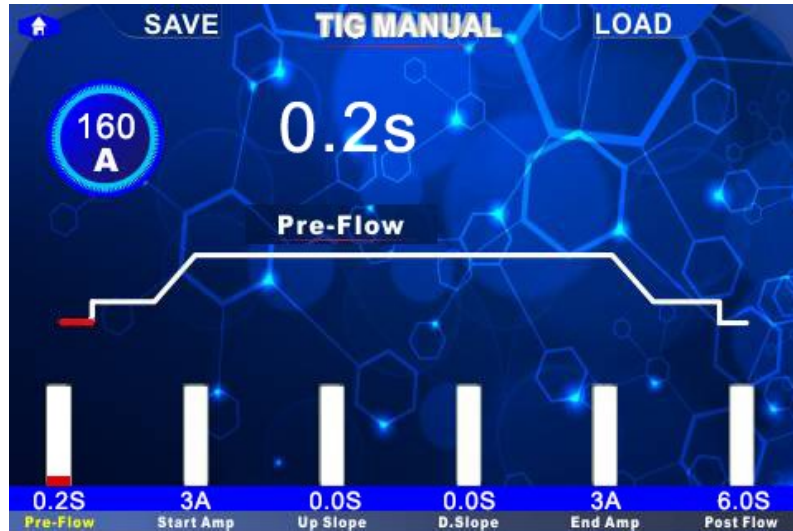 SAVE TIG MANUAL LOAD
160
A
0.2s
Pre-Flow
0.2S 3A 0.0S 0.0S 3A 6.0S
Pre-Flow Start Amp Up Slope D.Slope End Amp Post Flow